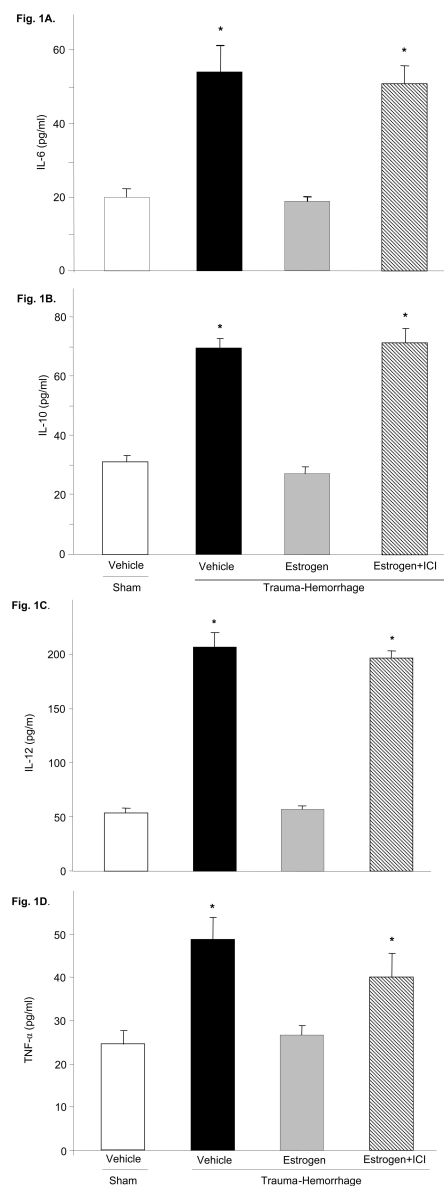 Fig. 1A.
*
*
60
40
20
0
IL-6 (pg/ml)
Fig. 1B.
*
*
80
60
40
20
0
IL-10 (pg/ml)
Vehicle Vehicle Estrogen Estrogen+ICI
Sham Trauma-Hemorrhage
Fig. 1C.
*
*
200
150
100
50
0
IL-12 (pg/m)
Fig. 1D.
*
*
50
40
30
20
10
0
TNF-α (pg/ml)
Vehicle Vehicle Estrogen Estrogen+ICI
Sham Trauma-Hemorrhage